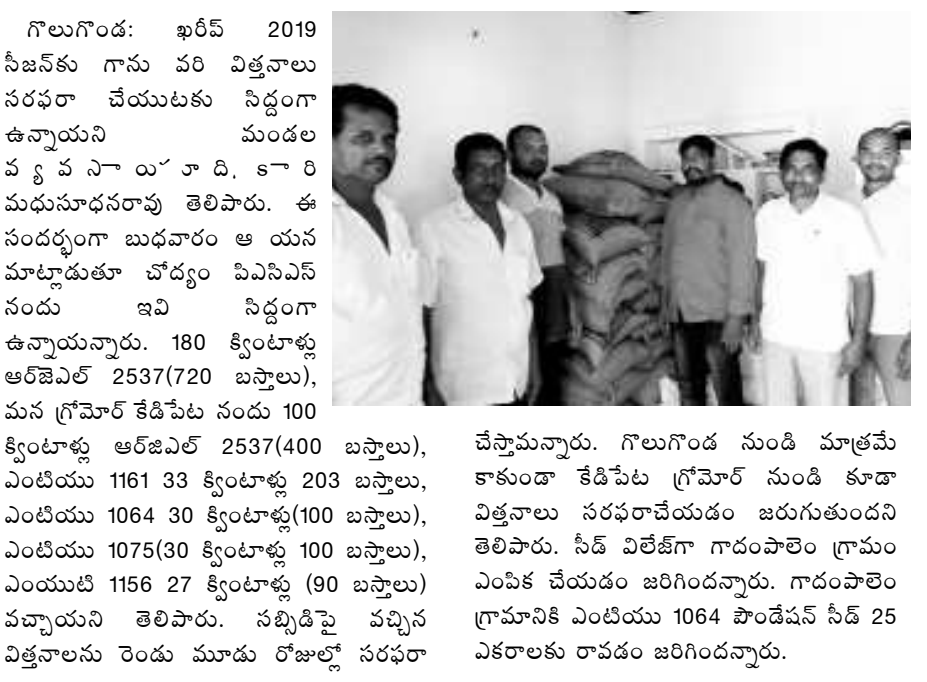 గొలుగొండ: ఖరీప్ 2019
సీజన్‌కు గాను వరి విత్తనాలు
సరఫరా చేయుటకు సిద్దంగా
ఉన్నాయని మండల
మధుసూధనరావు తెలిపారు. ఈ
సందర్భంగా బుధవారం ఆ యన
మాట్లాడుతూ చోద్యం పిఎసిఎస్
నందు ఇవి సిద్దంగా
ఉన్నాయన్నారు. 180 క్వింటాళ్లు
ఆర్‌జెఎల్ 2537(720 బస్తాలు),
మన గ్రోమోర్ కేడిపేట నందు 100
క్వింటాళ్లు ఆర్‌జిఎల్ 2537(400 బస్తాలు),
ఎంటియు 1161 33 క్వింటాళ్లు 203 బస్తాలు,
ఎంటియు 1064 30 క్వింటాళ్లు(100 బస్తాలు),
ఎంటియు 1075(30 క్వింటాళ్లు 100 బస్తాలు),
ఎంయుటి 1156 27 క్వింటాళ్లు (90 బస్తాలు)
వచ్చాయని తెలిపారు. సబ్సిడిపై వచ్చిన
విత్తనాలను రెండు మూడు రోజుల్లో సరఫరా
చేస్తామన్నారు. గొలుగొండ నుండి మాత్రమే
కాకుండా కేడిపేట గ్రోమోర్ నుండి కూడా
విత్తనాలు సరఫరాచేయడం జరుగుతుందని
తెలిపారు. సీడ్ విలేజ్‌గా గాదంపాలెం గ్రామం
ఎంపిక చేయడం జరిగిందన్నారు. గాదంపాలెం
గ్రామానికి ఎంటియు 1064 పౌండేషన్ సీడ్ 25
ఎకరాలకు రావడం జరిగిందన్నారు.